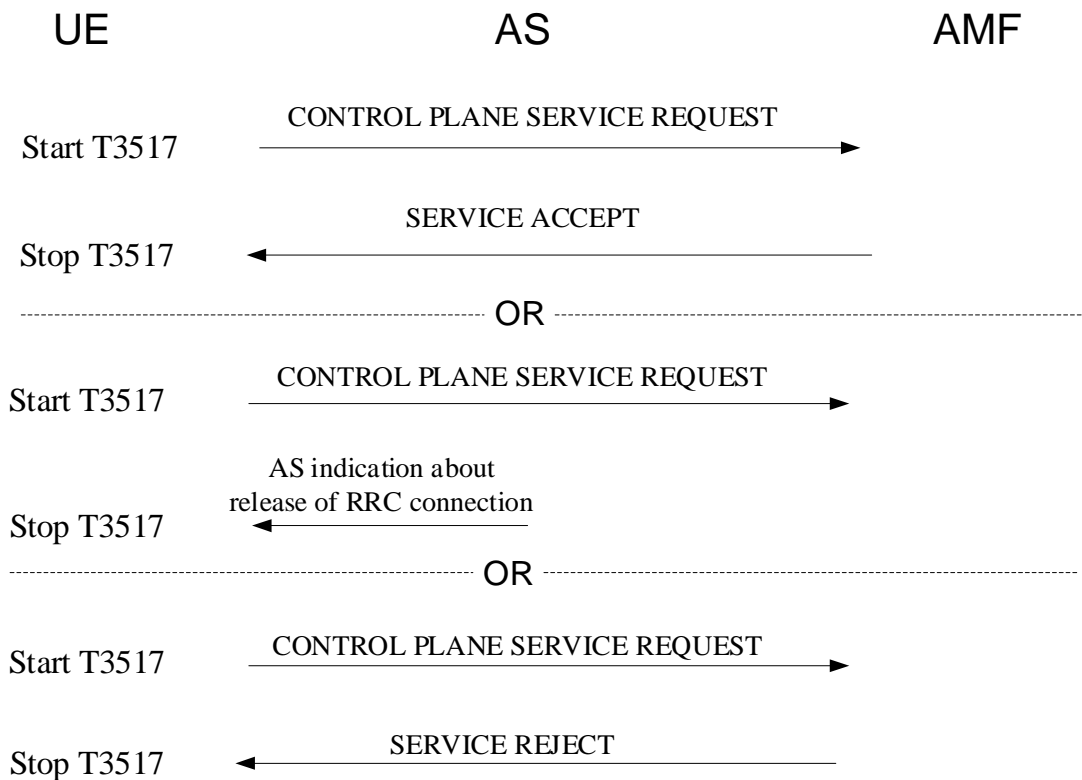 UE AS AMF
CONTROL PLANE SERVICE REQUEST
Start T3517
SERVICE ACCEPT
Stop T3517
OR
CONTROL PLANE SERVICE REQUEST
Start T3517
AS indication about
release of RRC connection
Stop T3517
OR
CONTROL PLANE SERVICE REQUEST
Start T3517
SERVICE REJECT
Stop T3517